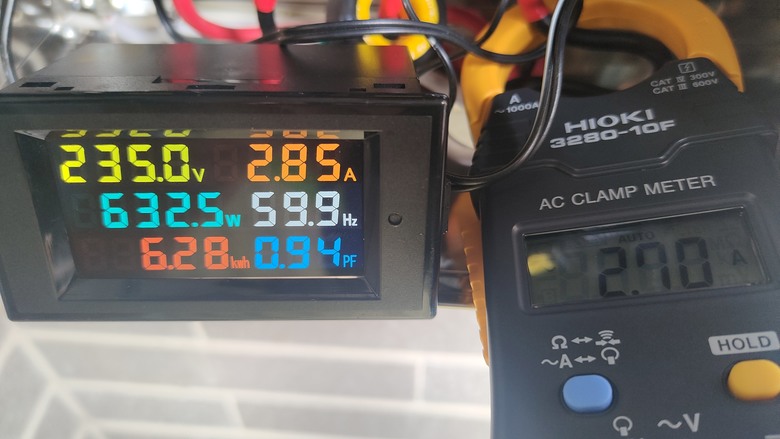 235.0V 2.85A
632.5W 59.9Hz
6.28kwh 0.94PF
A
~1000A
CAT IV 300V
CAT III 600V
HIOKI
3280-10F
AC CLAMP METER
AUTO
2.70 A
Ω
~A
HOLD
~V